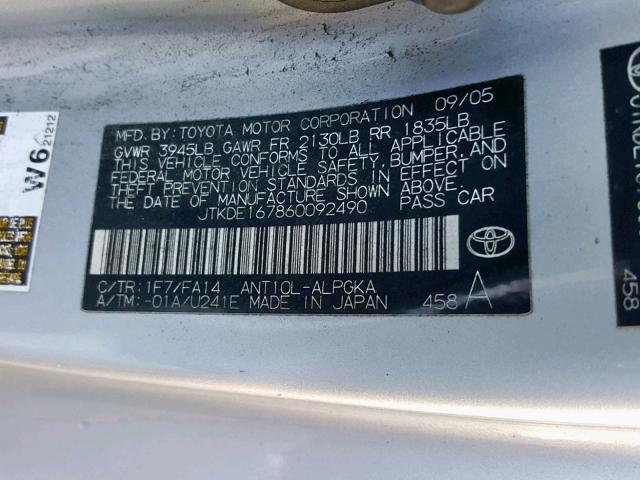 MFD.BY:TOYOTA MOTOR CORPORATION 09/05
GVWR 3945LB GAWR FR 2130LB RR 1835LB
THIS VEHICLE CONFORMS TO ALL APPLICABLE
FEDERAL MOTOR VEHICLE SAFETY,BUMPER,AND
THEFT PREVENTION STANDARDS IN EFFECT ON
THE DATE OF MANUFACTURE SHOWN ABOVE.
JTKDE167860092490 PASS CAR
C/TR:1F7/FA14 ANT10L-ALPGKA
A/TM:-01A/U241E MADE IN JAPAN 458 A
W6 21212
458